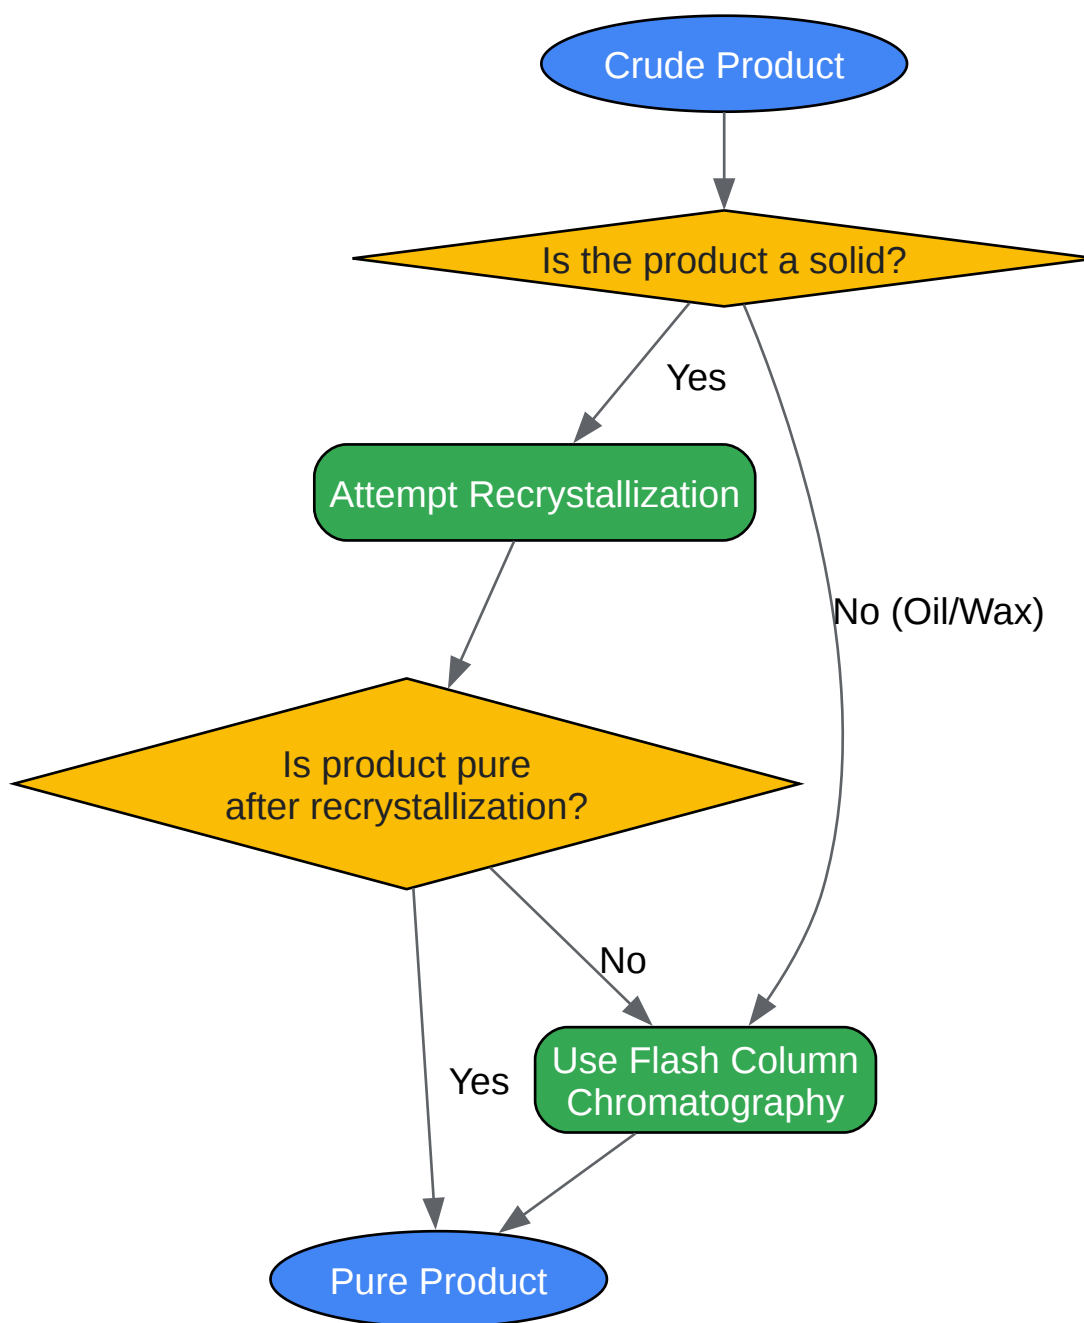 Crude Product
Is the product a solid?
Yes
Attempt Recrystallization
No (Oil/Wax)
Is product pure
after recrystallization?
No
Use Flash Column
Chromatography
Yes
Pure Product